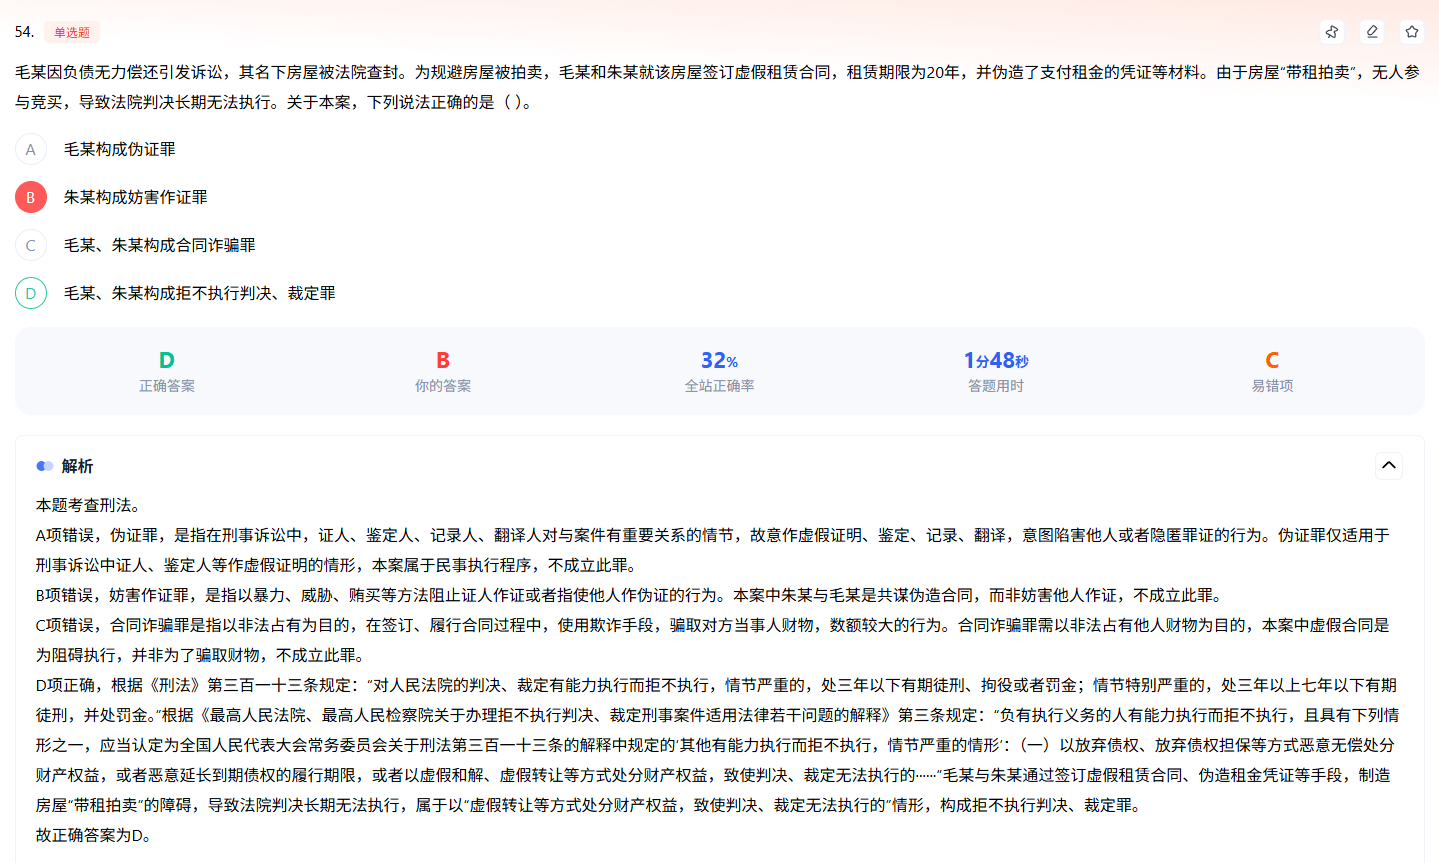 54. 单选题
毛某因负债无力偿还引发诉讼，其名下房屋被法院查封。为规避房屋被拍卖，毛某和朱某就该房屋签订虚假租赁合同，租赁期限为20年，并伪造了支付租金的凭证等材料。由于房屋“带租拍卖”，无人参
与竞买，导致法院判决长期无法执行。关于本案，下列说法正确的是（ ）。
A 毛某构成伪证罪
B 朱某构成妨害作证罪
C 毛某、朱某构成合同诈骗罪
D 毛某、朱某构成拒不执行判决、裁定罪
D B 32% 1分48秒 C
正确答案 你的答案 全站正确率 答题用时 易错项
解析
本题考查刑法。
A项错误，伪证罪，是指在刑事诉讼中，证人、鉴定人、记录人、翻译人对与案件有重要关系的情节，故意作虚假证明、鉴定、记录、翻译，意图陷害他人或者隐匿罪证的行为。伪证罪仅适用于
刑事诉讼中证人、鉴定人等作虚假证明的情形，本案属于民事执行程序，不成立此罪。
B项错误，妨害作证罪，是指以暴力、威胁、贿买等方法阻止证人作证或者指使他人作伪证的行为。本案中朱某与毛某是共谋伪造合同，而非妨害他人作证，不成立此罪。
C项错误，合同诈骗罪是指以非法占有为目的，在签订、履行合同过程中，使用欺诈手段，骗取对方当事人财物，数额较大的行为。合同诈骗罪需以非法占有他人财物为目的，本案中虚假合同是
为阻碍执行，并非为了骗取财物，不成立此罪。
D项正确，根据《刑法》第三百一十三条规定：“对人民法院的判决、裁定有能力执行而拒不执行，情节严重的，处三年以下有期徒刑、拘役或者罚金；情节特别严重的，处三年以上七年以下有期
徒刑，并处罚金。”根据《最高人民法院、最高人民检察院关于办理拒不执行判决、裁定刑事案件适用法律若干问题的解释》第三条规定：“负有执行义务的人有能力执行而拒不执行，且具有下列情
形之一，应当认定为全国人民代表大会常务委员会关于刑法第三百一十三条的解释中规定的‘其他有能力执行而拒不执行，情节严重的情形’：（一）以放弃债权、放弃债权担保等方式恶意无偿处分
财产权益，或者恶意延长到期债权的履行期限，或者以虚假和解、虚假转让等方式处分财产权益，致使判决、裁定无法执行的……”毛某与朱某通过签订虚假租赁合同、伪造租金凭证等手段，制造
房屋“带租拍卖”的障碍，导致法院判决长期无法执行，属于以“虚假转让等方式处分财产权益，致使判决、裁定无法执行的”情形，构成拒不执行判决、裁定罪。
故正确答案为D。